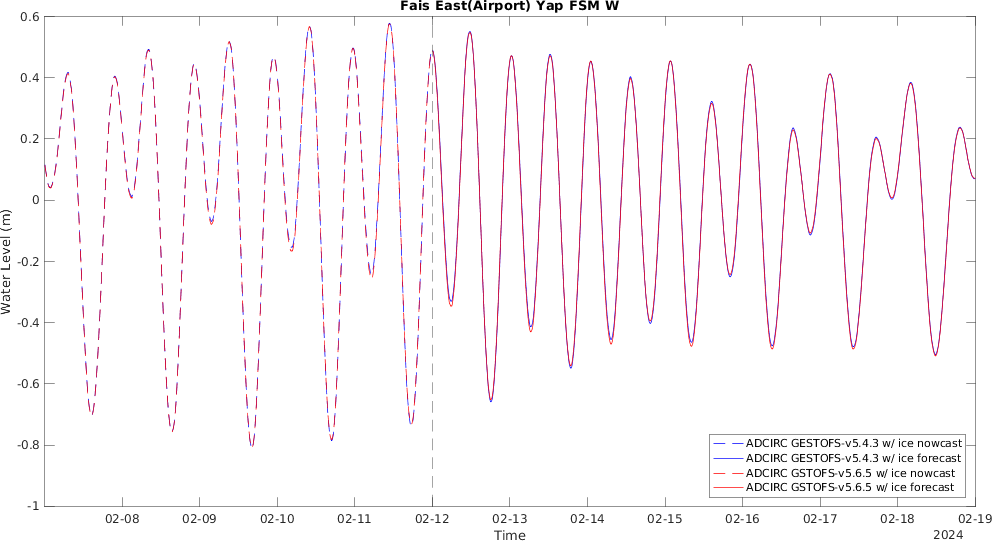 Fais East(Airport) Yap FSM W
0.6
0.4
0.2
0
-0.2
-0.4
-0.6
-0.8
-1
Water Level (m)
ADCIRC GESTOFS-v5.4.3 w/ ice nowcast
ADCIRC GESTOFS-v5.4.3 w/ ice forecast
ADCIRC GSTOFS-v5.6.5 w/ ice nowcast
ADCIRC GSTOFS-v5.6.5 w/ ice forecast
02-08 02-09 02-10 02-11 02-12 02-13 02-14 02-15 02-16 02-17 02-18 02-19
Time 2024